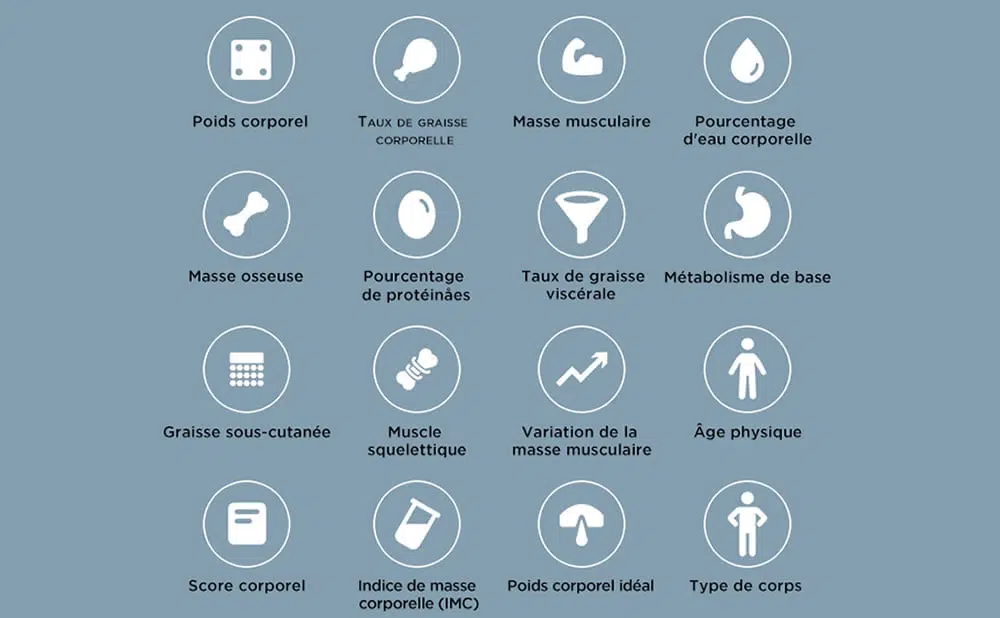 Poids corporel
TAUX DE GRAISSE
CORPORELLE
Masse musculaire
Pourcentage
d'eau corporelle
Masse osseuse
Pourcentage
de protéinåes
Taux de graisse
viscérale
Métabolisme de base
Graisse sous-cutanée
Muscle
squelettique
Variation de la
masse musculaire
Âge physique
Score corporel
Indice de masse
corporelle (IMC)
Poids corporel idéal
Type de corps